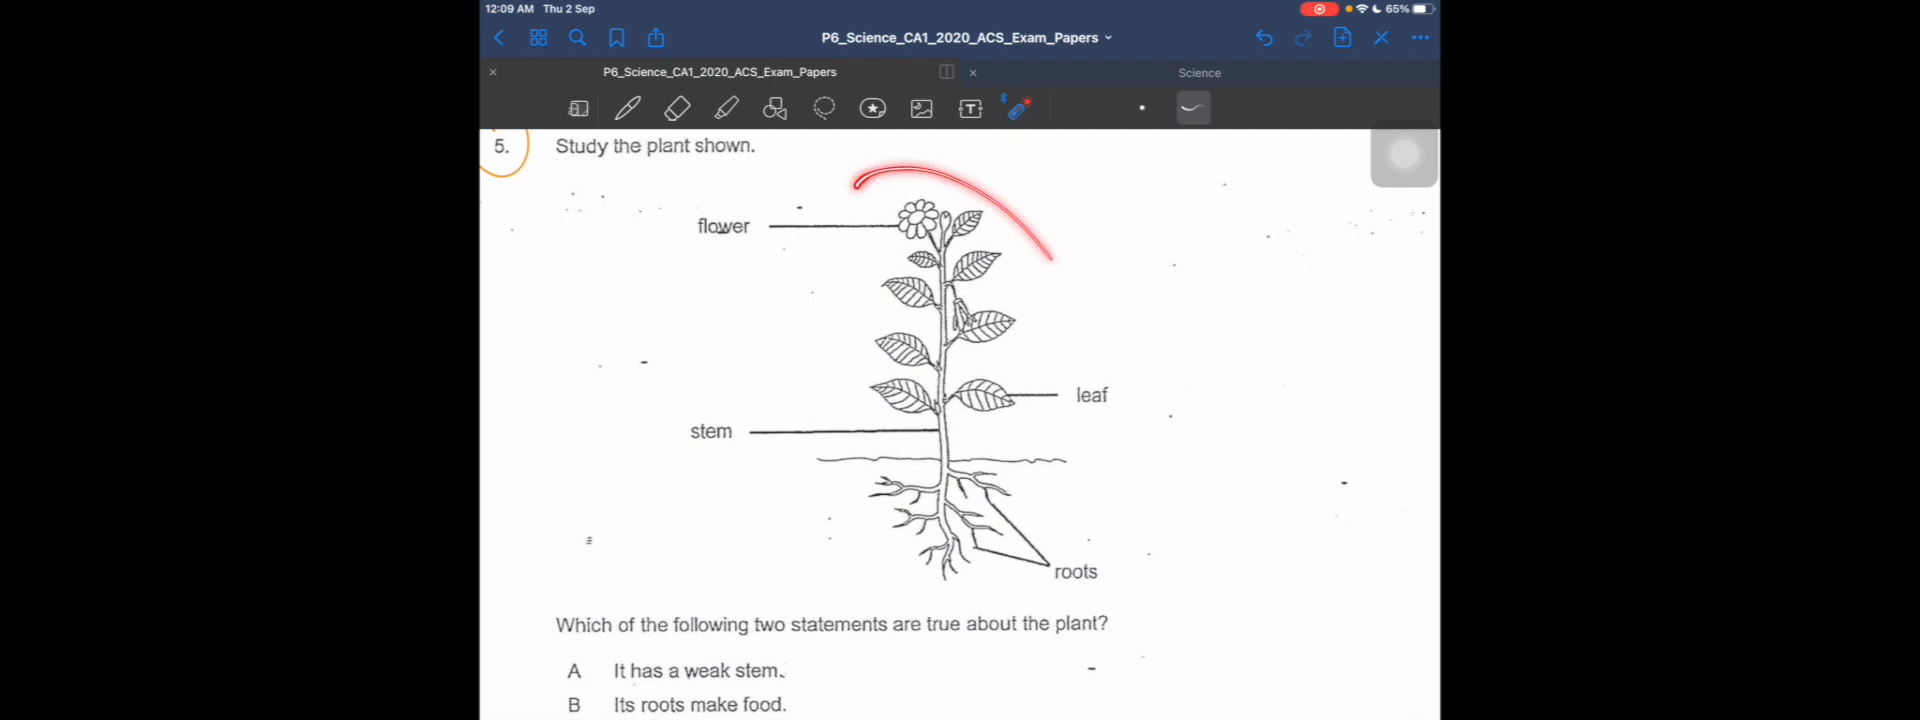 12:09 AM Thu 2 Sep
65%
P6_Science_CA1_2020_ACS_Exam_Papers
P6_Science_CA1_2020_ACS_Exam_Papers
Science
T
5. Study the plant shown.
flower
leaf
stem
roots
Which of the following two statements are true about the plant?
A It has a weak stem.
B Its roots make food.